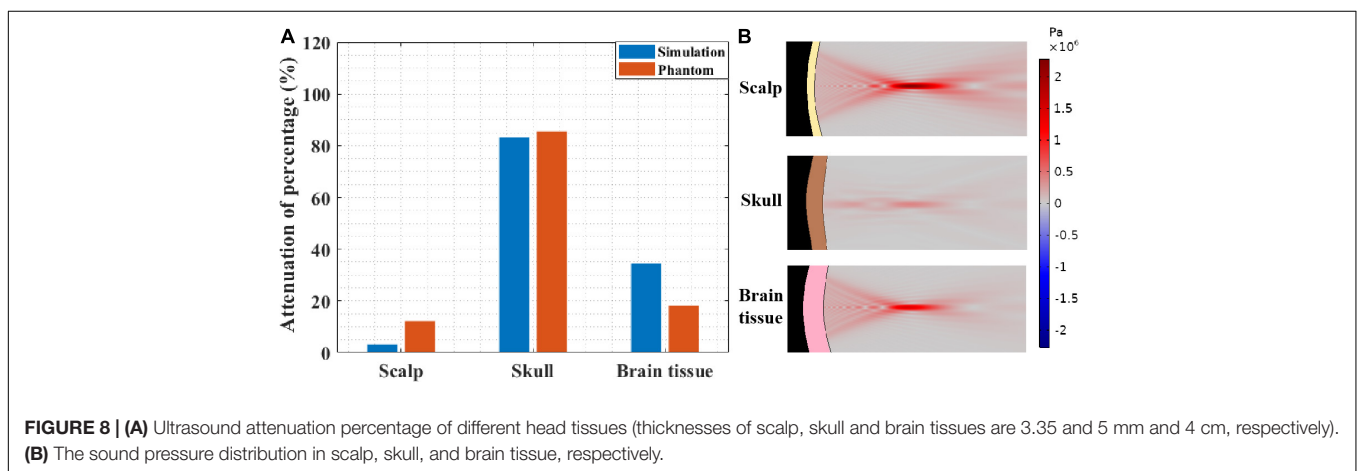 A
Attenuation of percentage (%)
120
100
80
60
40
20
0
Simulation
Phantom
Scalp
Skull
Brain tissue
B
Scalp
Skull
Brain
tissue
Pa
×10⁶
2
1.5
1
0.5
0
-0.5
-1
-1.5
-2
FIGURE 8 | (A) Ultrasound attenuation percentage of different head tissues (thicknesses of scalp, skull and brain tissues are 3.35 and 5 mm and 4 cm, respectively).
(B) The sound pressure distribution in scalp, skull, and brain tissue, respectively.